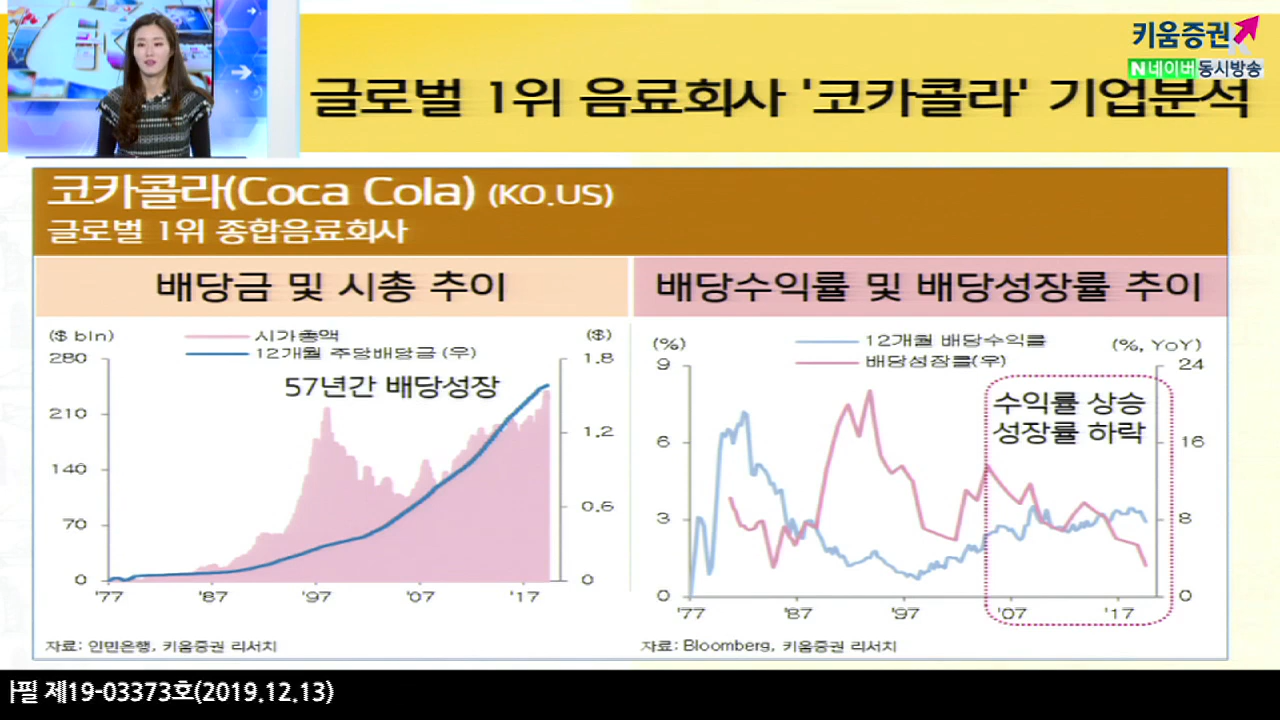 키움증권
N 네이버 동시방송
글로벌 1위 음료회사 '코카콜라' 기업분석
코카콜라(Coca Cola) (KO.US)
글로벌 1위 종합음료회사
배당금 및 시총 추이
($ bln)
시가총액
12개월 주당배당금 (우)
($)
280
210
140
70
0
1.8
1.2
0.6
0
57년간 배당성장
'77
'87
'97
'07
'17
자료: 인민은행, 키움증권 리서치
배당수익률 및 배당성장률 추이
(%)
12개월 배당수익률
배당성장률(우)
(%, YoY)
9
6
3
0
24
16
8
0
수익률 상승
성장률 하락
'77
'87
'97
'07
'17
자료: Bloomberg, 키움증권 리서치
필 제19-03373호(2019.12.13)